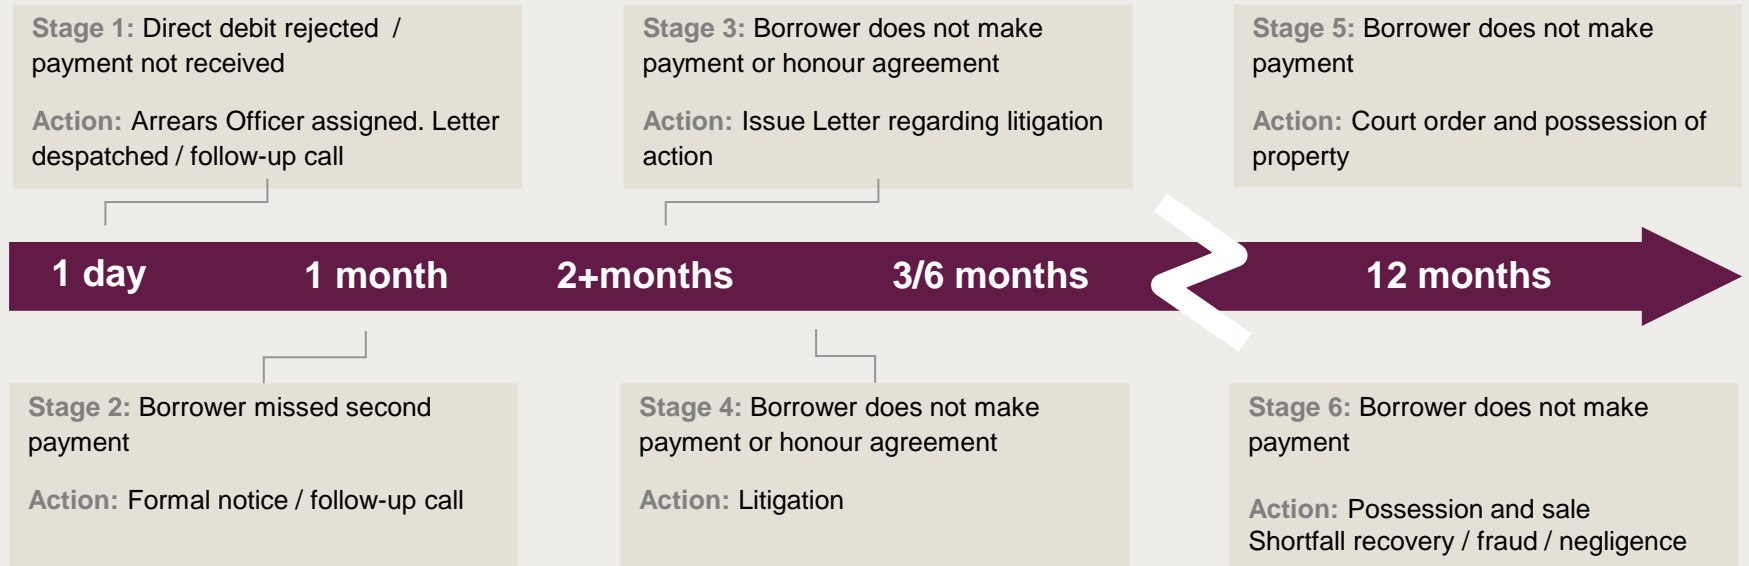 Stage 1: Direct debit rejected /
payment not received
Action: Arrears Officer assigned. Letter
despatched / follow-up call
Stage 3: Borrower does not make
payment or honour agreement
Action: Issue Letter regarding litigation
action
Stage 5: Borrower does not make
payment
Action: Court order and possession of
property
1 day
1 month
2+months
3/6 months
12 months
Stage 2: Borrower missed second
payment
Action: Formal notice / follow-up call
Stage 4: Borrower does not make
payment or honour agreement
Action: Litigation
Stage 6: Borrower does not make
payment
Action: Possession and sale
Shortfall recovery / fraud / negligence